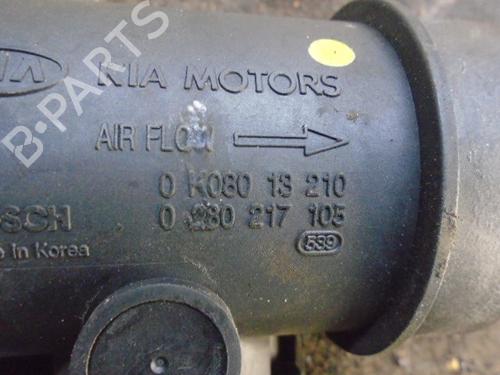 B-PARTS
KIA MOTORS
AIR FLOW
0 K080 13 210
0 280 217 105
in Korea
539